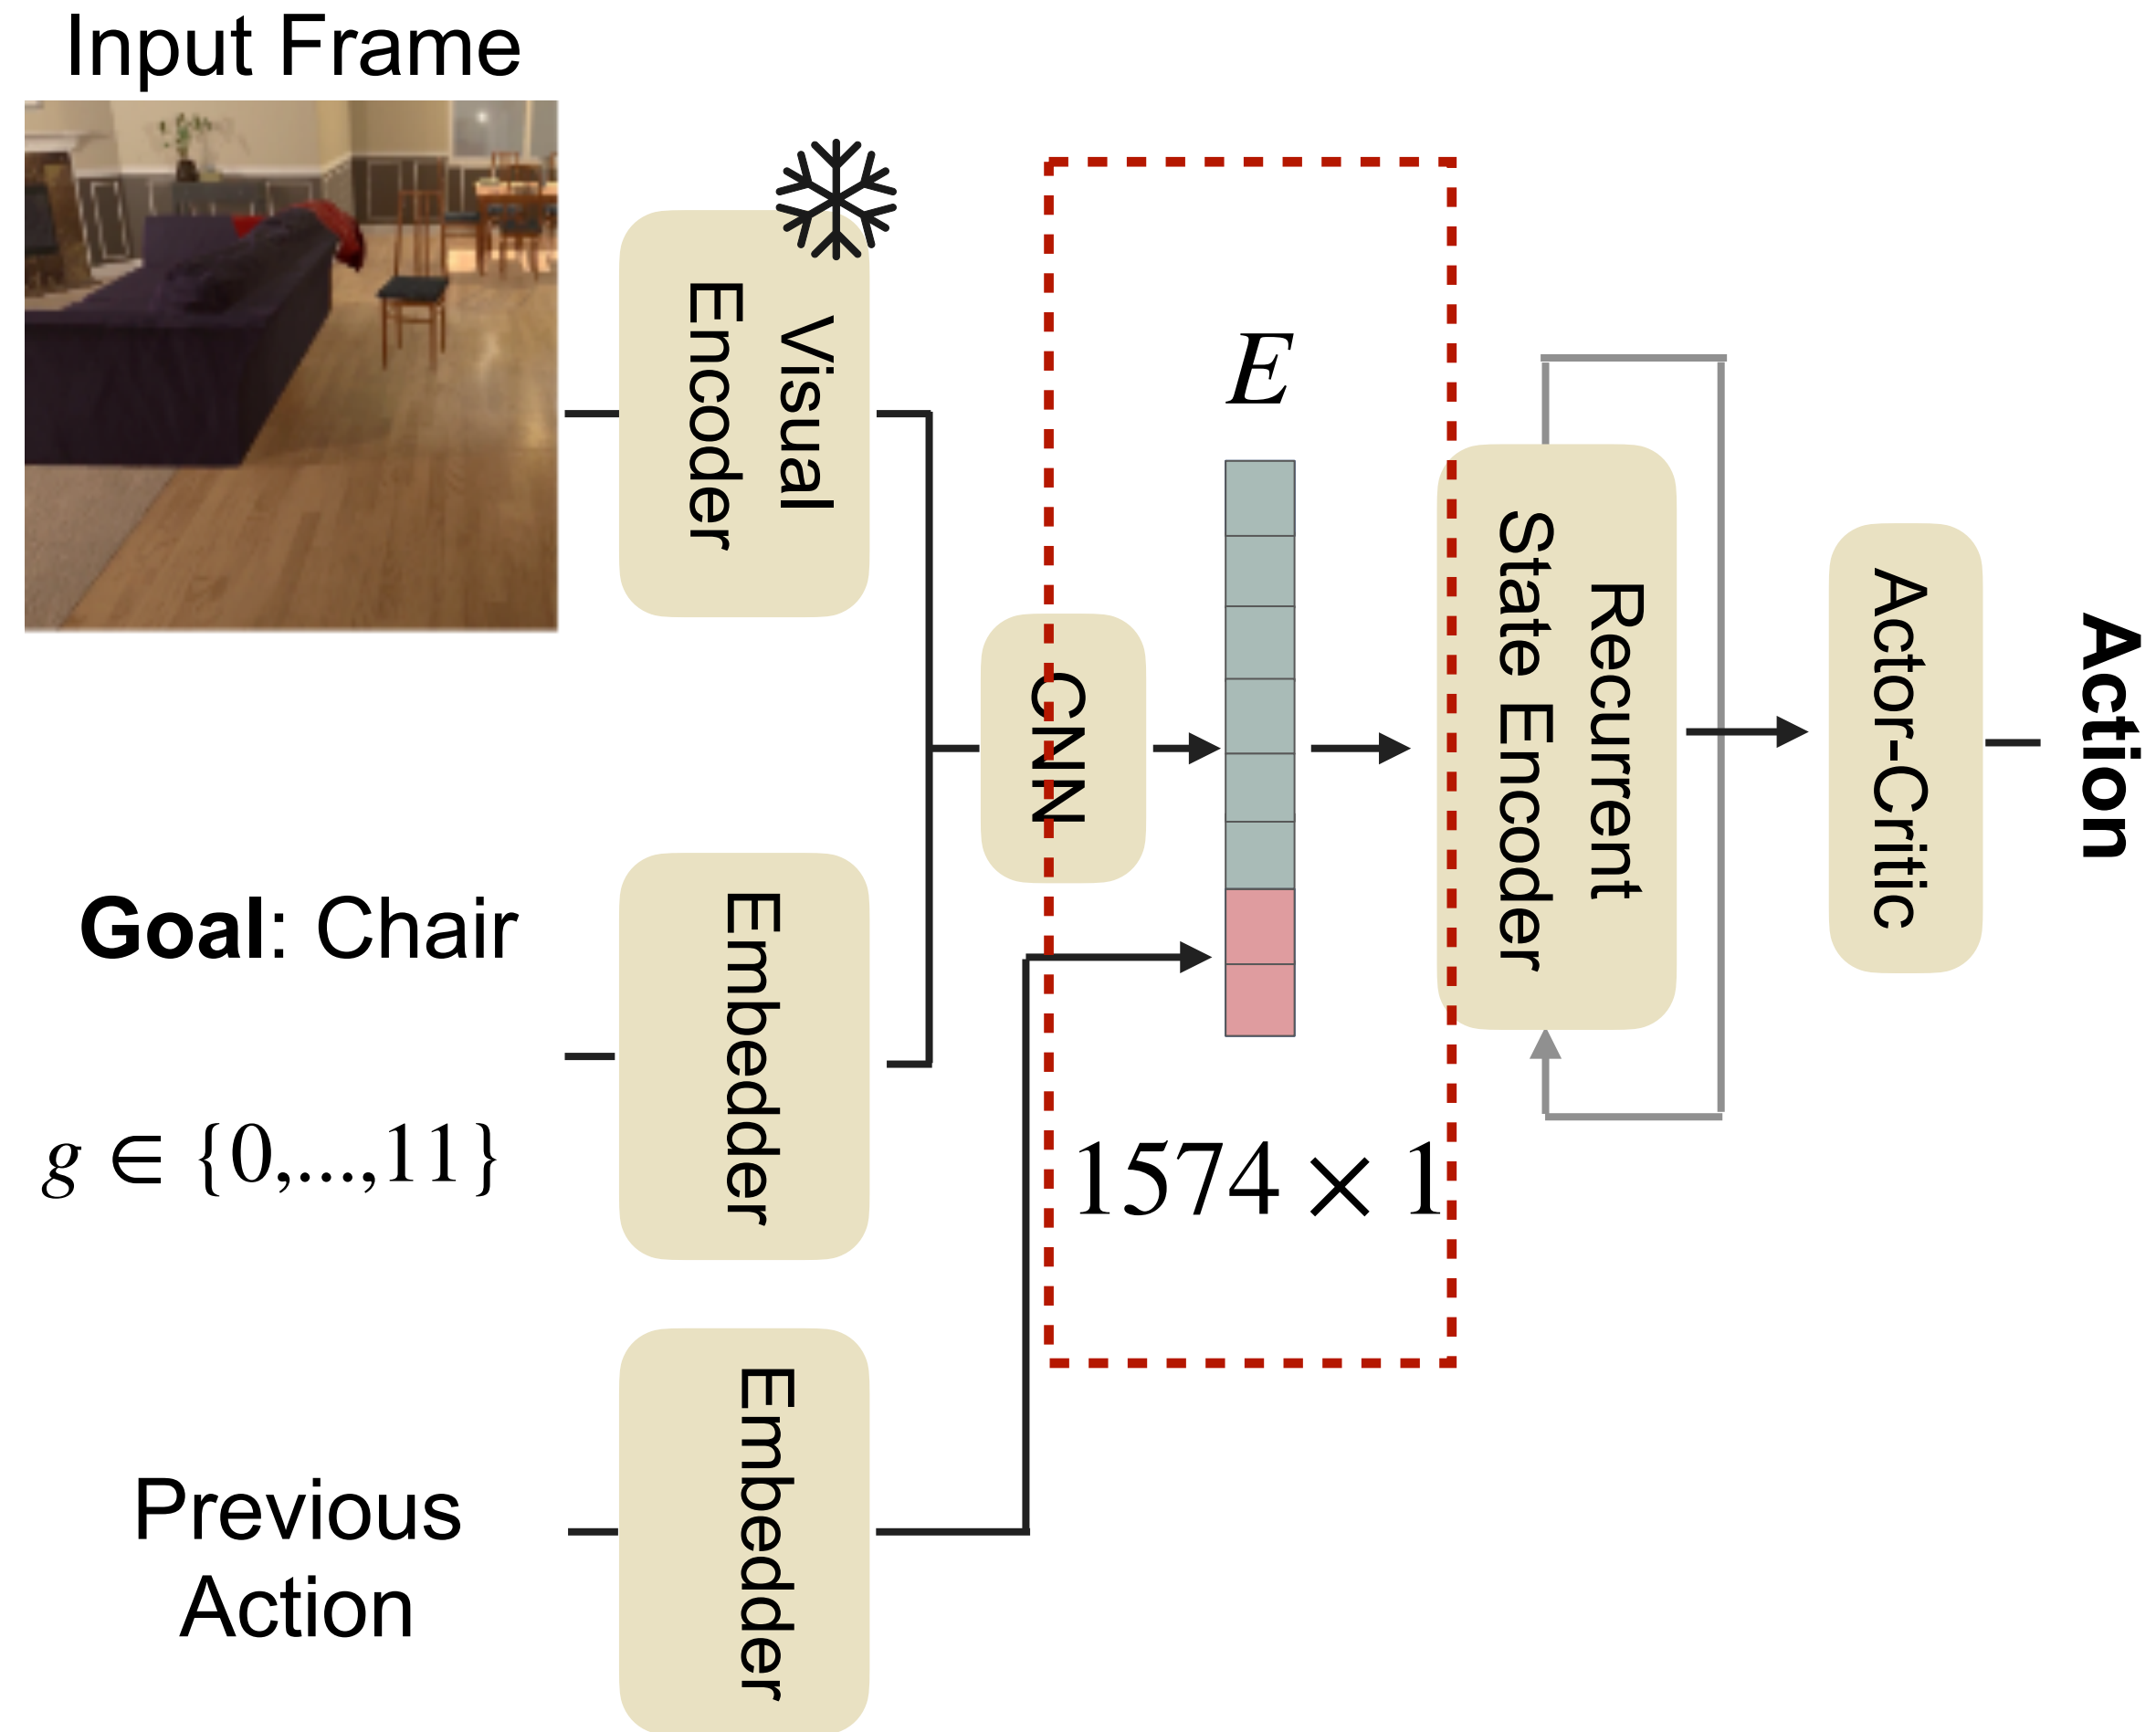 Input Frame
Visual
Encoder
Goal: Chair
g ∈ {0,....,11}
Embedder
Previous
Action
Embedder
CNN
E
1574 × 1
Recurrent
State Encoder
Actor-Critic
Action